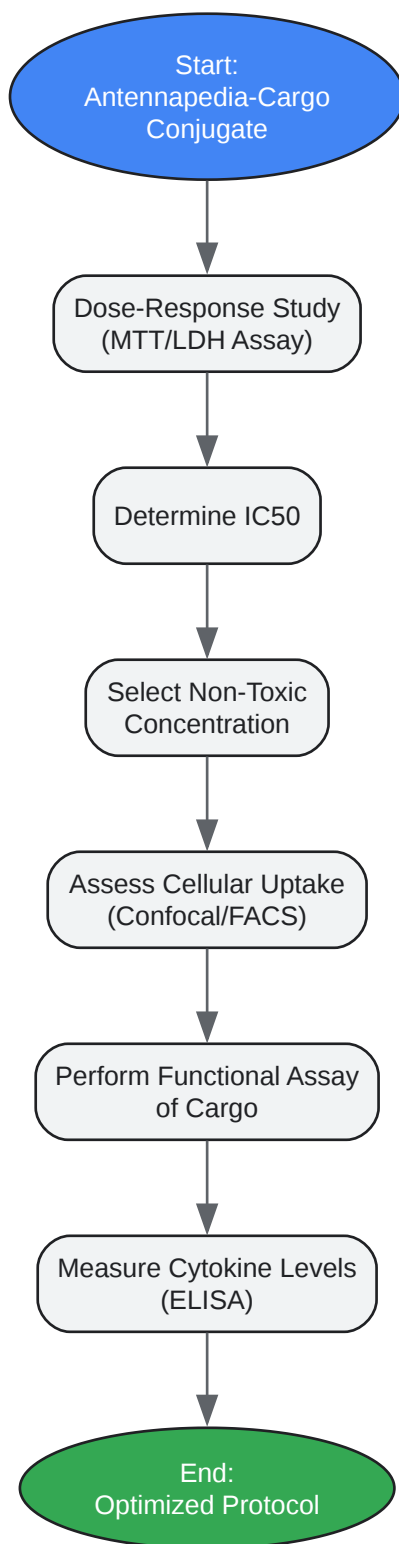 Start:
Antennapedia-Cargo
Conjugate
Dose-Response Study
(MTT/LDH Assay)
Determine IC50
Select Non-Toxic
Concentration
Assess Cellular Uptake
(Confocal/FACS)
Perform Functional Assay
of Cargo
Measure Cytokine Levels
(ELISA)
End:
Optimized Protocol